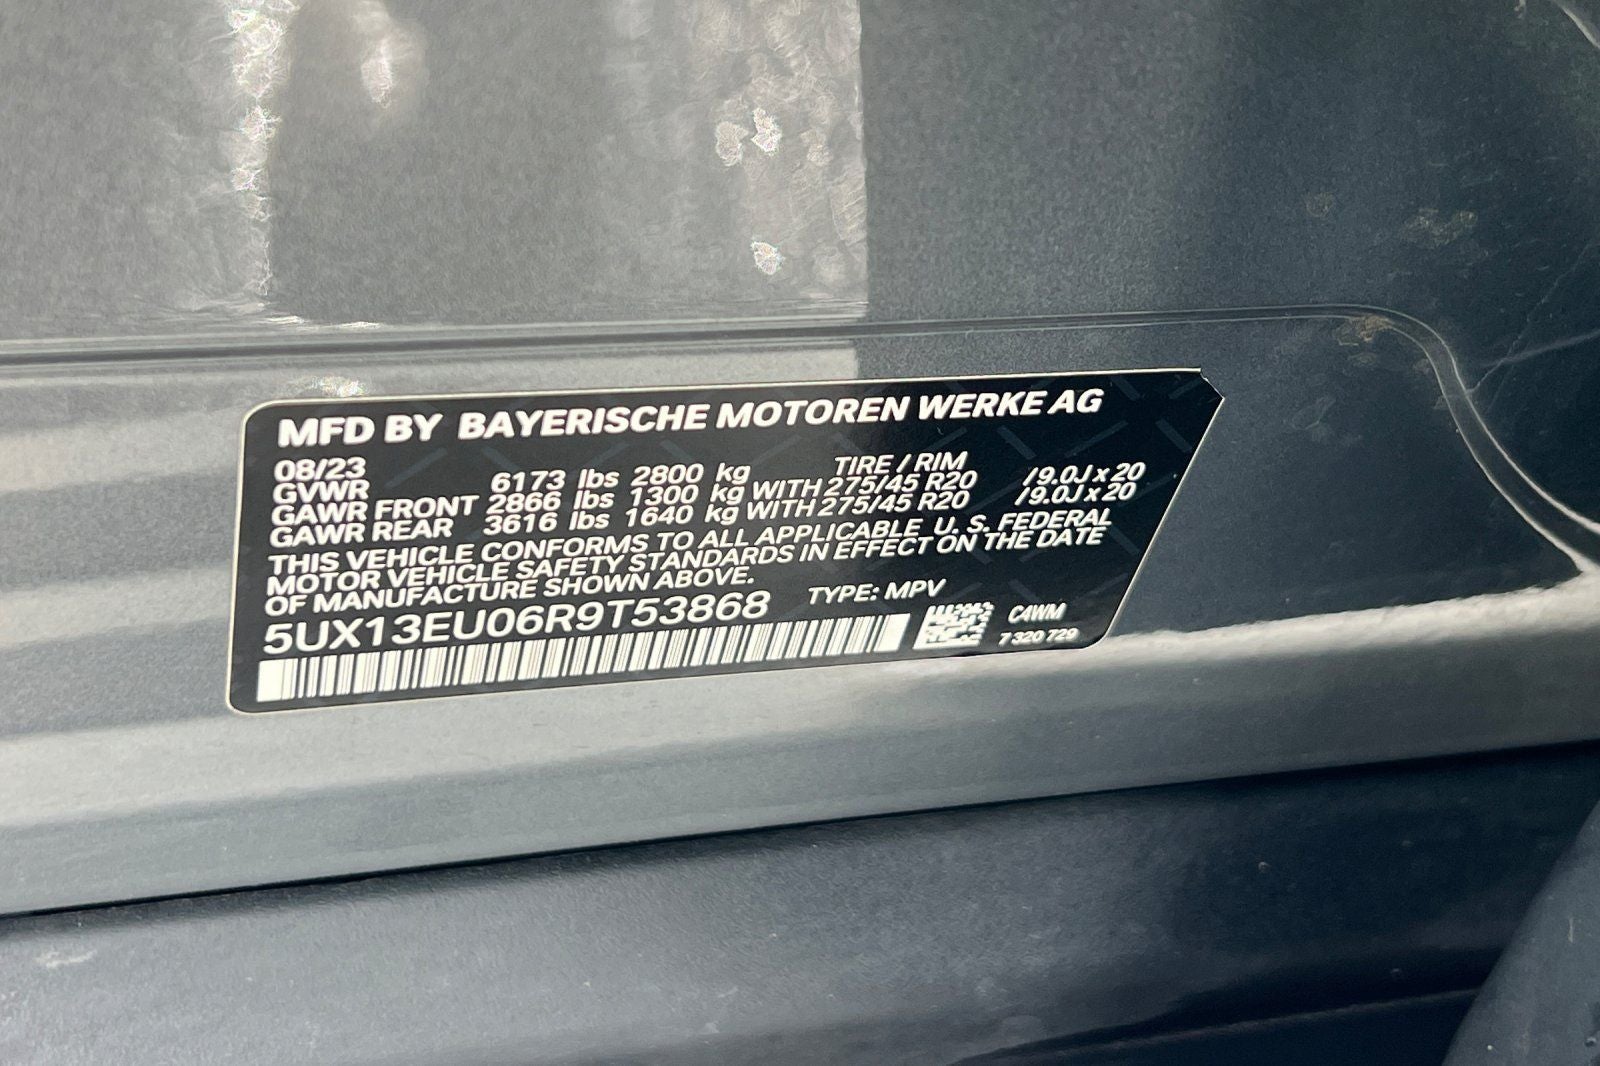 MFD BY BAYERISCHE MOTOREN WERKE AG
08/23 TIRE / RIM
GVWR 6173 lbs 2800 kg
GAWR FRONT 2866 lbs 1300 kg WITH 275/45 R20 /9.0J x 20
GAWR REAR 3616 lbs 1640 kg WITH 275/45 R20 /9.0J x 20
THIS VEHICLE CONFORMS TO ALL APPLICABLE U. S. FEDERAL
MOTOR VEHICLE SAFETY STANDARDS IN EFFECT ON THE DATE
OF MANUFACTURE SHOWN ABOVE.
5UX13EU06R9T53868 TYPE: MPV
C4WM
7 320 729